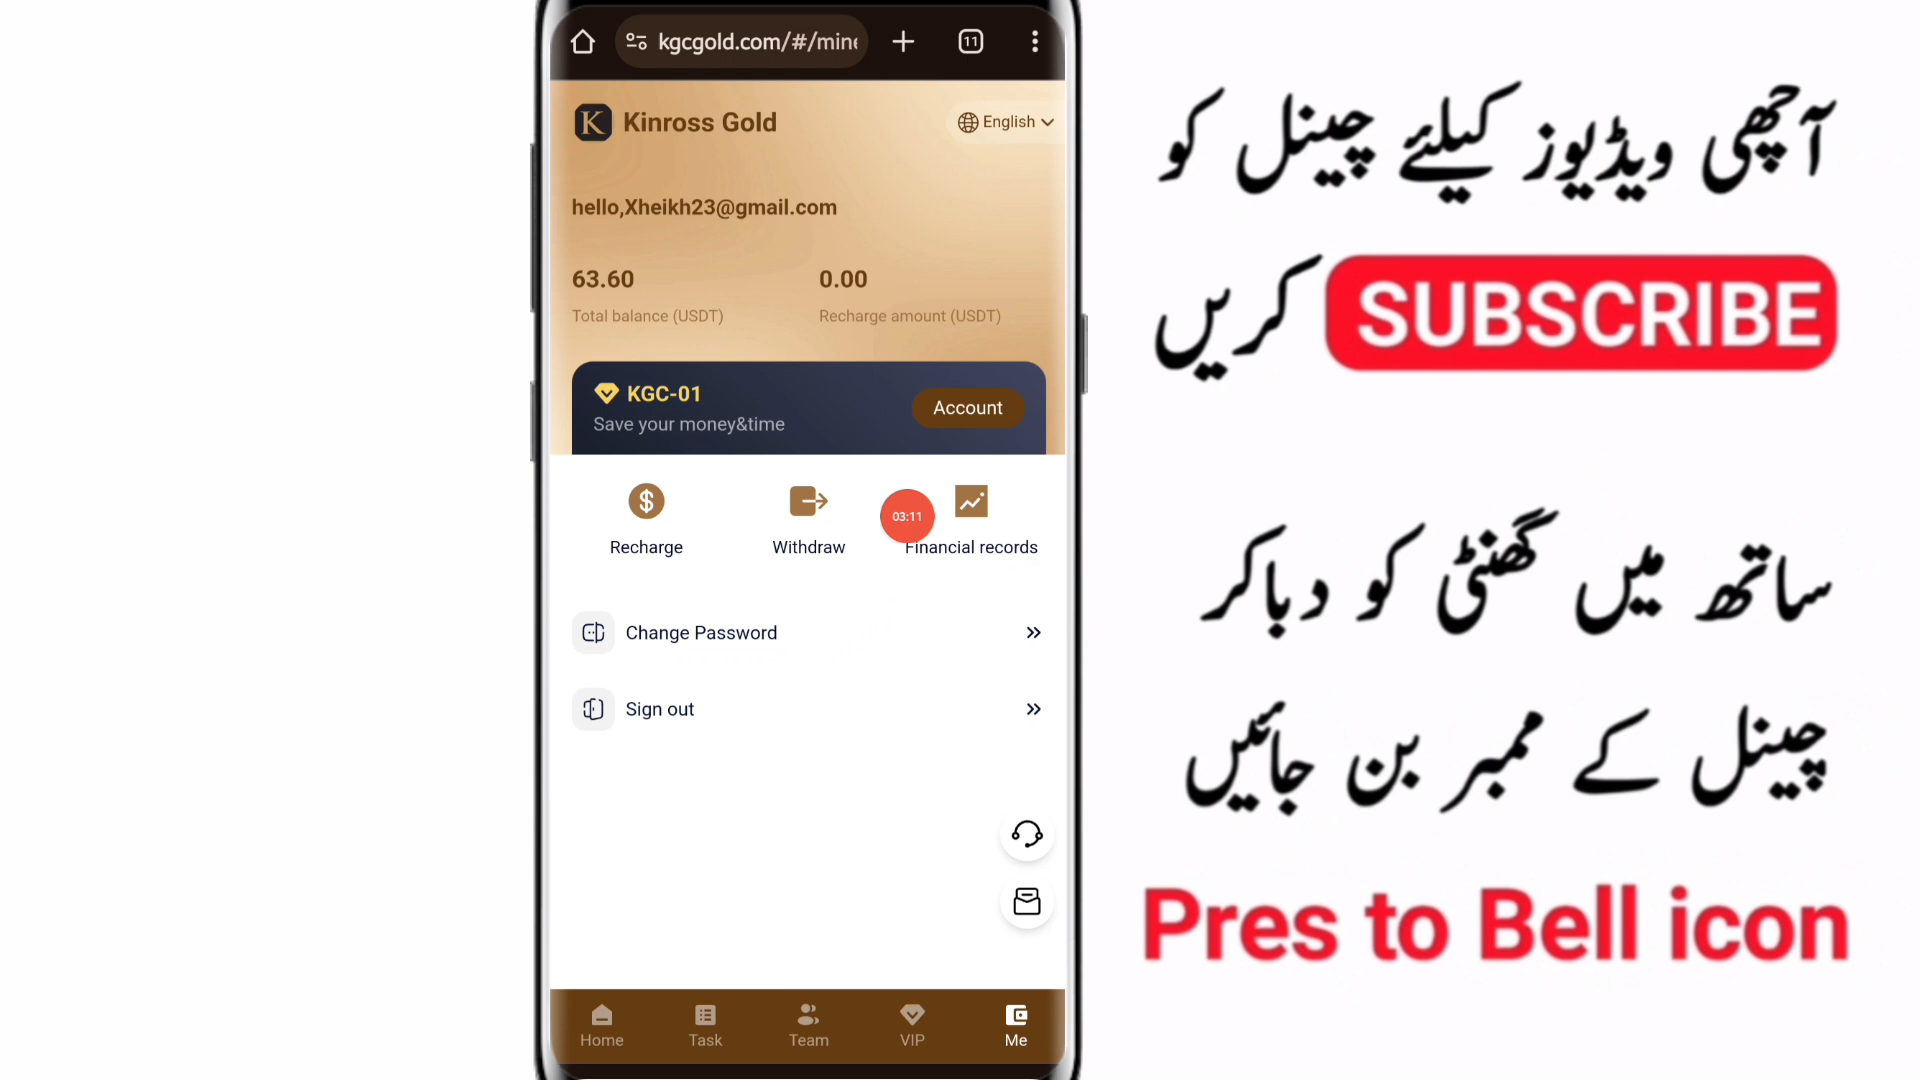 kgcgold.com/#/mine
11
Kinross Gold
English
hello,Xheikh23@gmail.com
63.60
0.00
Total balance (USDT)
Recharge amount (USDT)
KGC-01
Save your money&time
Account
03:11
Recharge
Withdraw
Financial records
Change Password
Sign out
Home
Task
Team
VIP
Me
آچھی ویڈیوز کیلئے چینل کو
SUBSCRIBE کریں
ساتھ میں گھنٹی کو دباکر
چینل کے ممبر بن جائیں
Pres to Bell icon